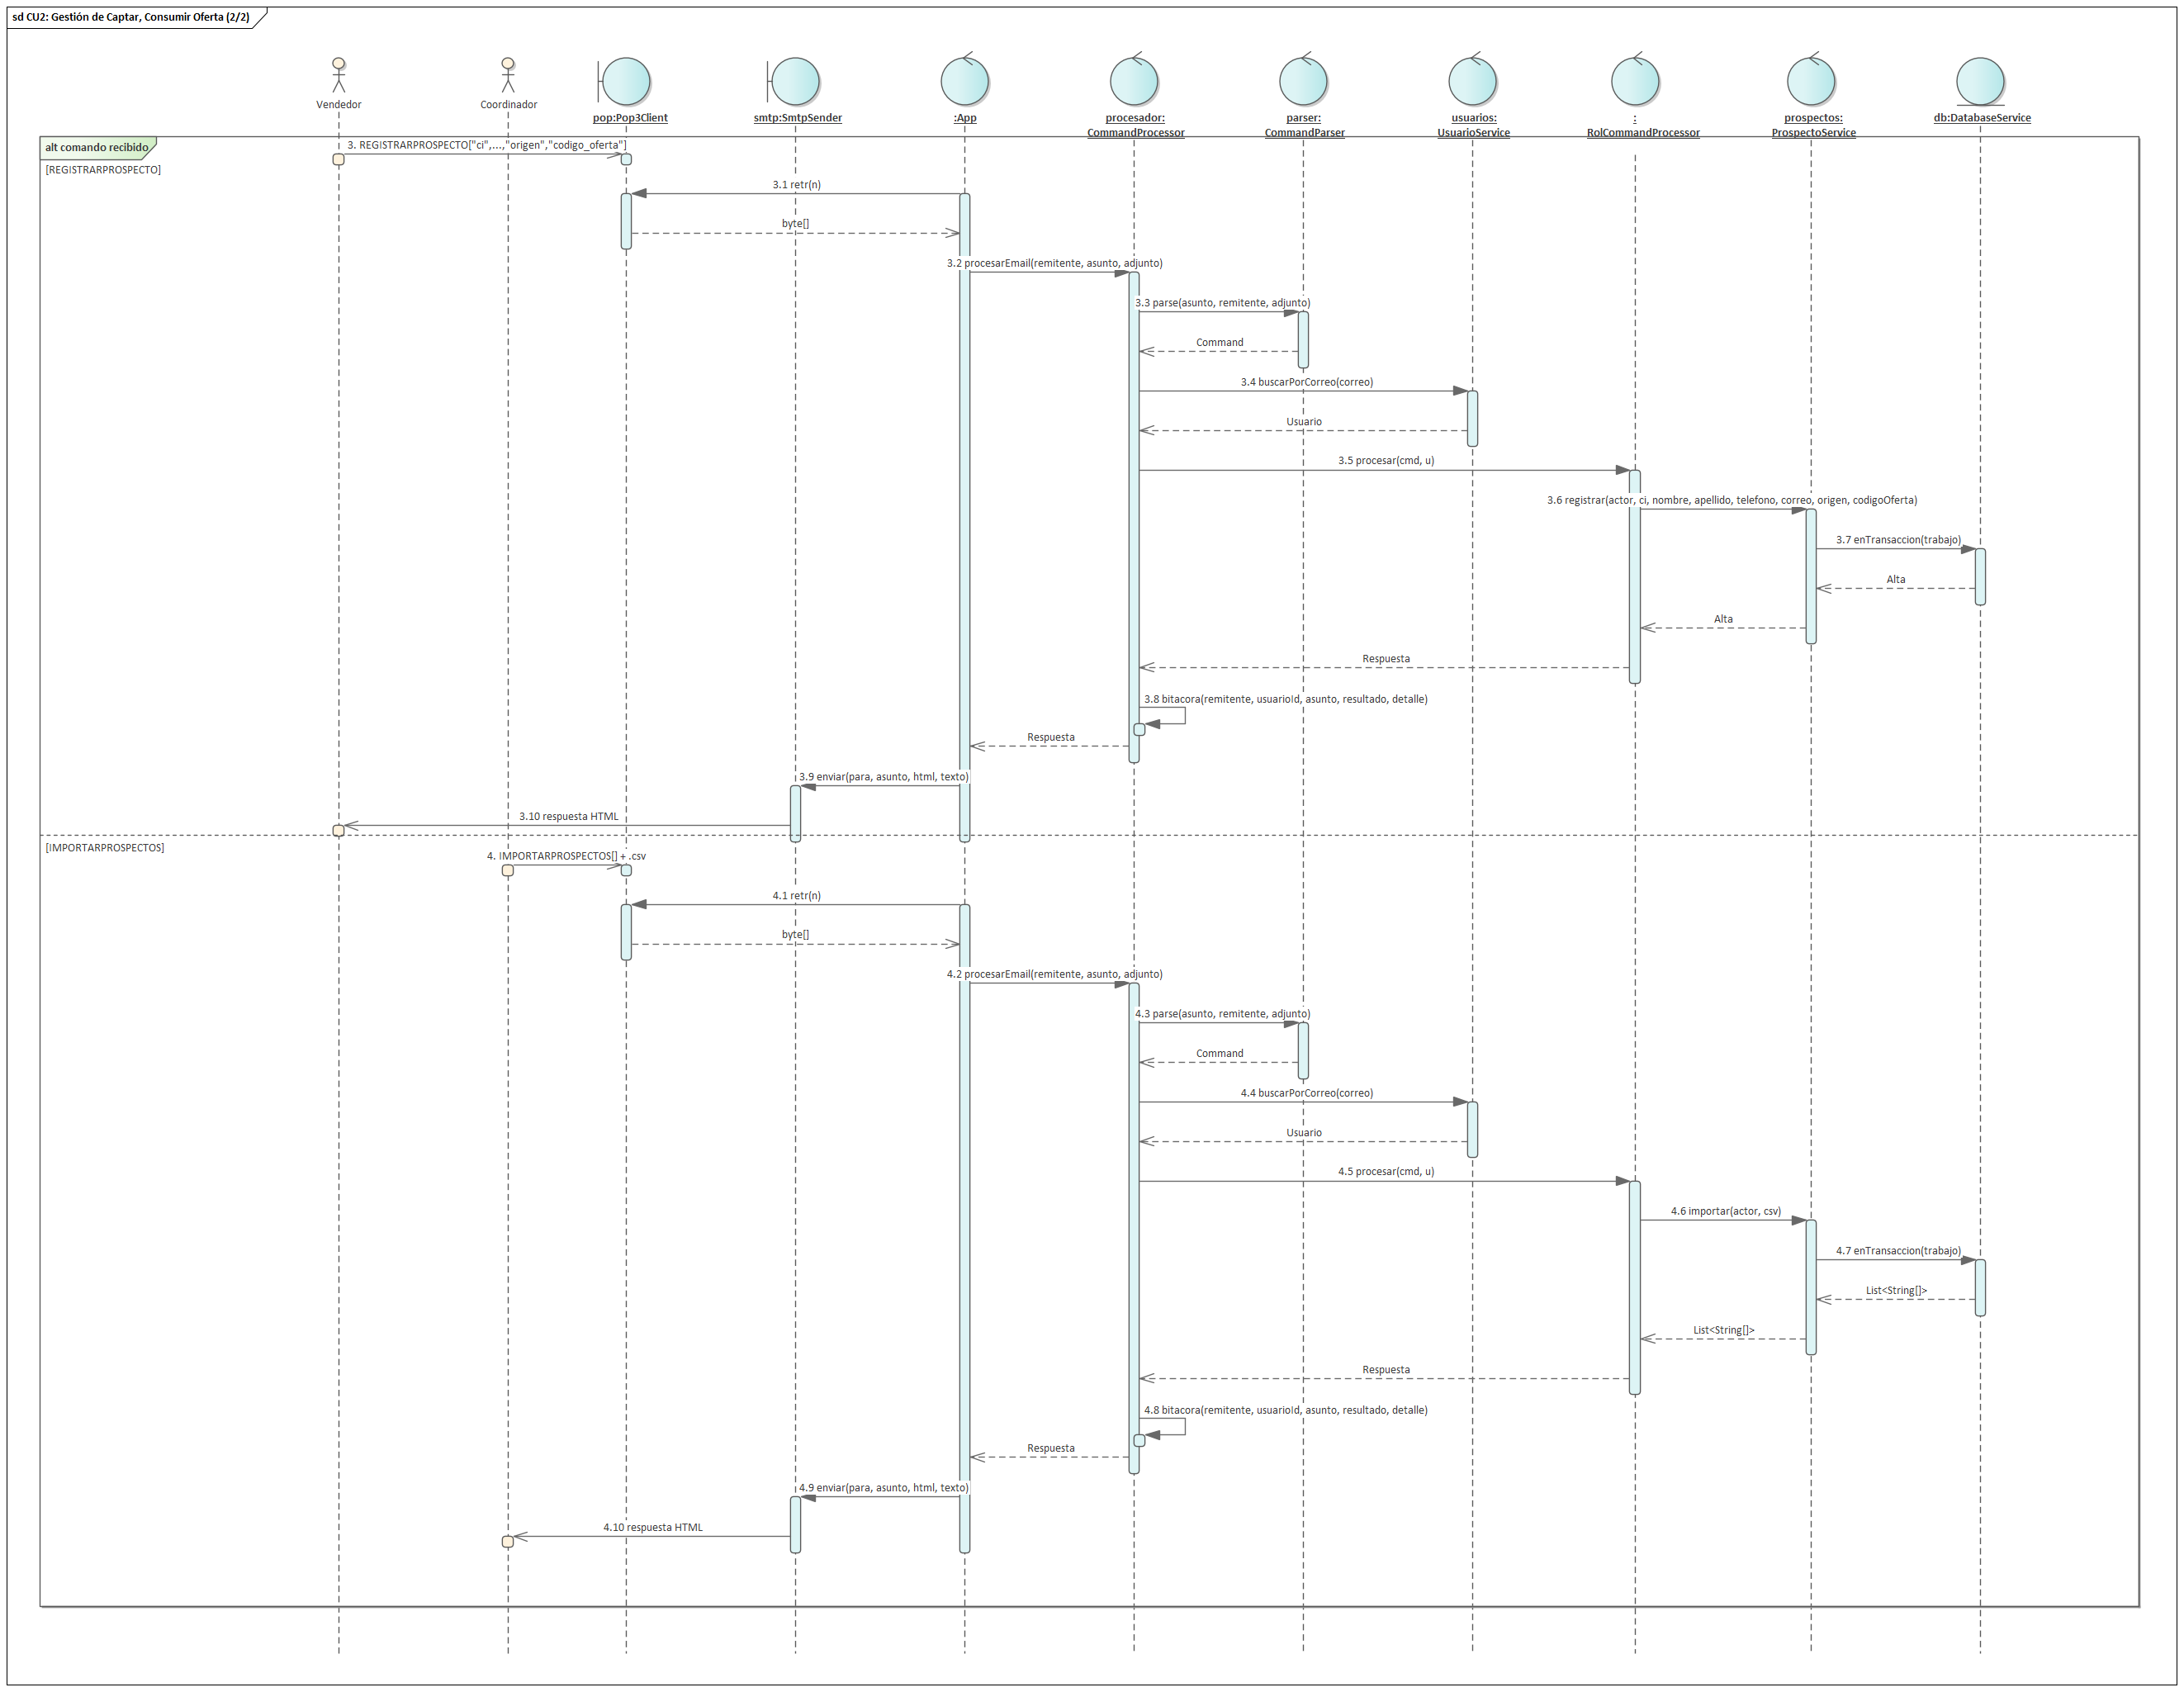 sd CU2: Gestión de Captar, Consumir Oferta (2/2)
Vendedor
Coordinador
pop:Pop3Client
smtp:SmtpSender
:App
procesador:
CommandProcessor
parser:
CommandParser
usuarios:
UsuarioService
:
RolCommandProcessor
prospectos:
ProspectoService
db:DatabaseService
alt comando recibido
3. REGISTRARPROSPECTO["ci",...,"origen","codigo_oferta"]
[REGISTRARPROSPECTO]
3.1 retr(n)
byte[]
3.2 procesarEmail(remitente, asunto, adjunto)
3.3 parse(asunto, remitente, adjunto)
Command
3.4 buscarPorCorreo(correo)
Usuario
3.5 procesar(cmd, u)
3.6 registrar(actor, ci, nombre, apellido, telefono, correo, origen, codigoOferta)
3.7 enTransaccion(trabajo)
Alta
Alta
Respuesta
3.8 bitacora(remitente, usuarioId, asunto, resultado, detalle)
Respuesta
3.9 enviar(para, asunto, html, texto)
3.10 respuesta HTML
[IMPORTARPROSPECTOS]
4. IMPORTARPROSPECTOS[] + .csv
4.1 retr(n)
byte[]
4.2 procesarEmail(remitente, asunto, adjunto)
4.3 parse(asunto, remitente, adjunto)
Command
4.4 buscarPorCorreo(correo)
Usuario
4.5 procesar(cmd, u)
4.6 importar(actor, csv)
4.7 enTransaccion(trabajo)
List<String[]>
List<String[]>
Respuesta
4.8 bitacora(remitente, usuarioId, asunto, resultado, detalle)
Respuesta
4.9 enviar(para, asunto, html, texto)
4.10 respuesta HTML